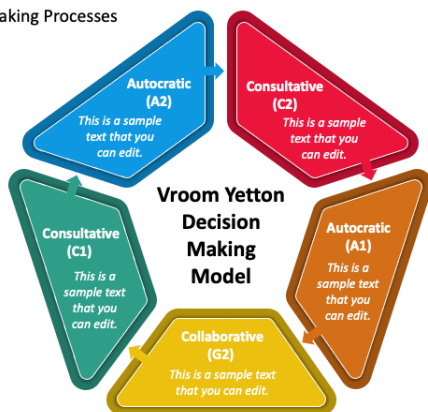 aking Processes
Autocratic
(A2)
This is a sample
text that you
can edit.
Consultative
(C2)
This is a sample
text that you
can edit.
Vroom Yetton
Decision
Making
Model
Consultative
(C1)
This is a
sample text
that you
can edit.
Autocratic
(A1)
This is a
sample text
that you
can edit.
Collaborative
(G2)
This is a sample text
that you can edit.